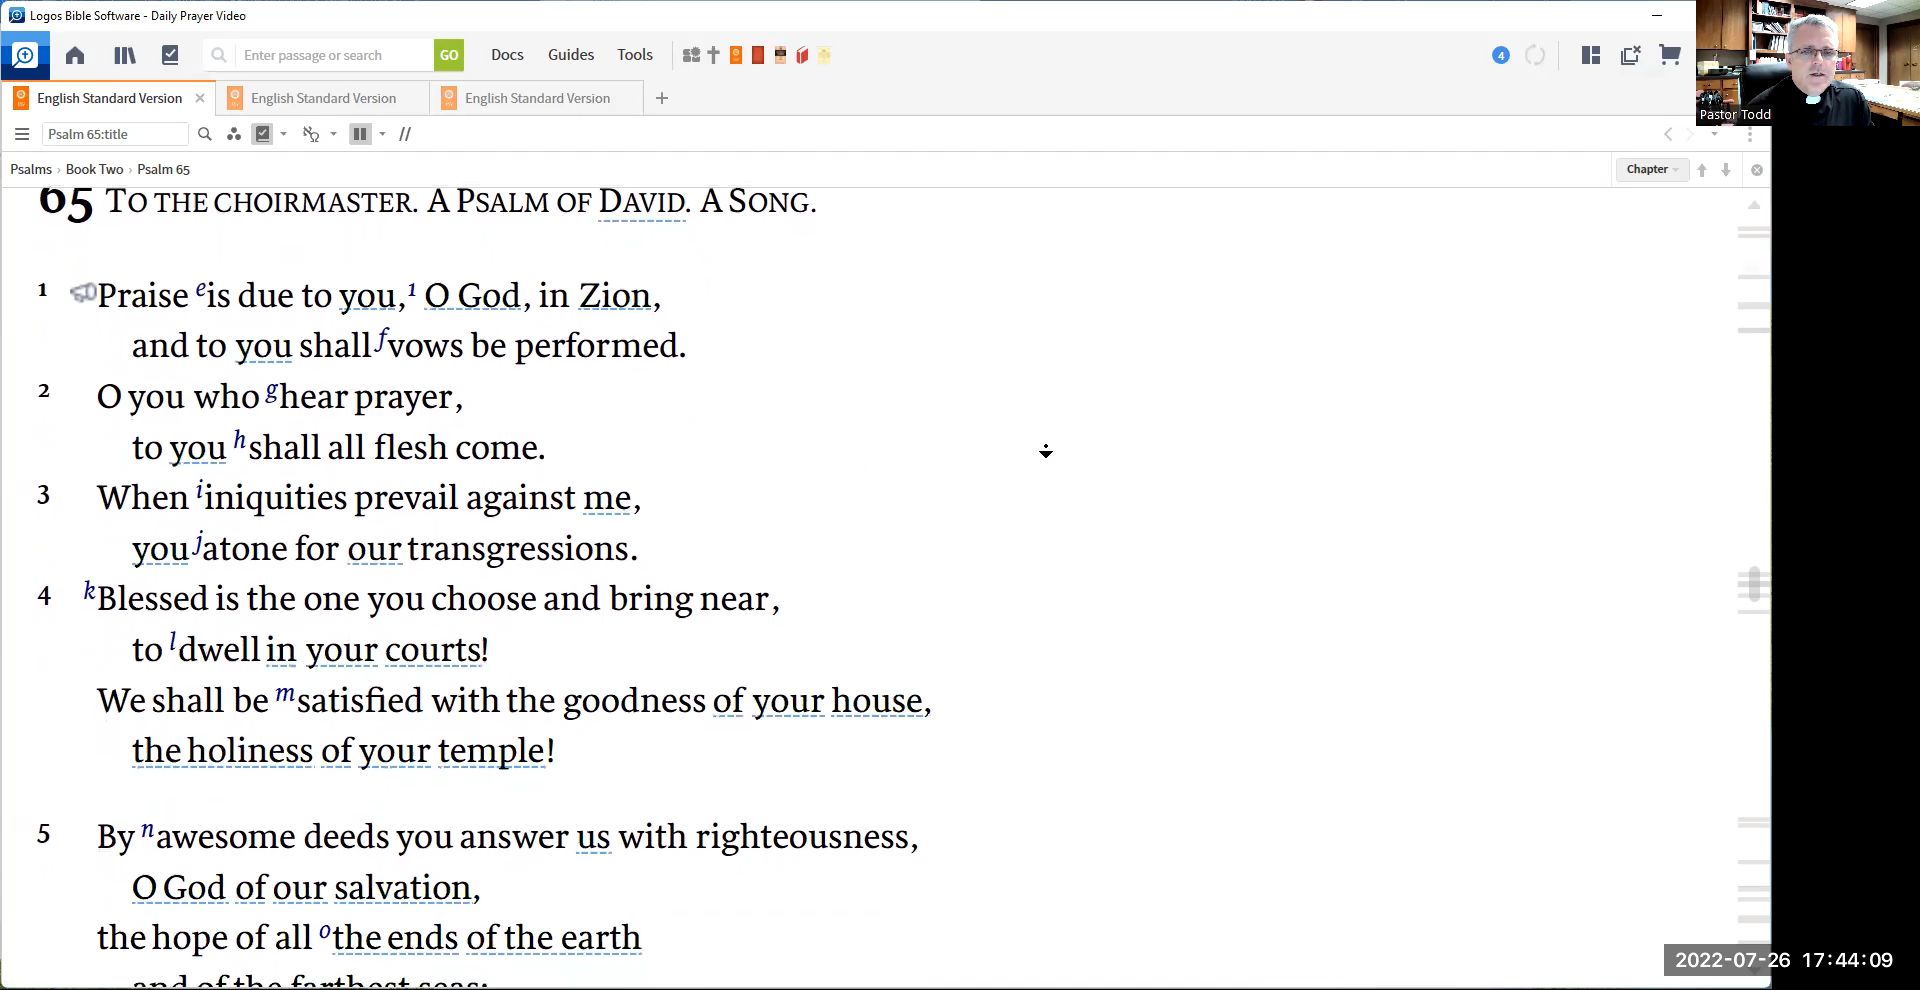 Logos Bible Software - Daily Prayer Video
Enter passage or search GO Docs Guides Tools 4
English Standard Version English Standard Version English Standard Version
Pastor Todd
Psalm 65:title
Psalms › Book Two › Psalm 65 Chapter
65 TO THE CHOIRMASTER. A PSALM OF DAVID. A SONG.
1 Praise e is due to you,1 O God, in Zion,
and to you shall f vows be performed.
2 O you who g hear prayer,
to you h shall all flesh come.
3 When i iniquities prevail against me,
you j atone for our transgressions.
4 k Blessed is the one you choose and bring near,
to l dwell in your courts!
We shall be m satisfied with the goodness of your house,
the holiness of your temple!
5 By n awesome deeds you answer us with righteousness,
O God of our salvation,
the hope of all o the ends of the earth
and of the farthest seas;
2022-07-26 17:44:09